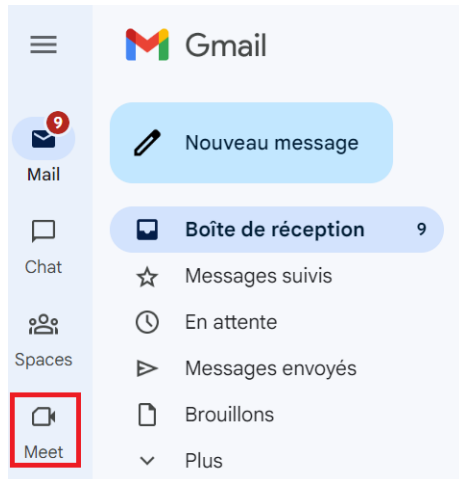 Gmail
9
Mail
Chat
Spaces
Meet
Nouveau message
Boîte de réception 9
Messages suivis
En attente
Messages envoyés
Brouillons
Plus